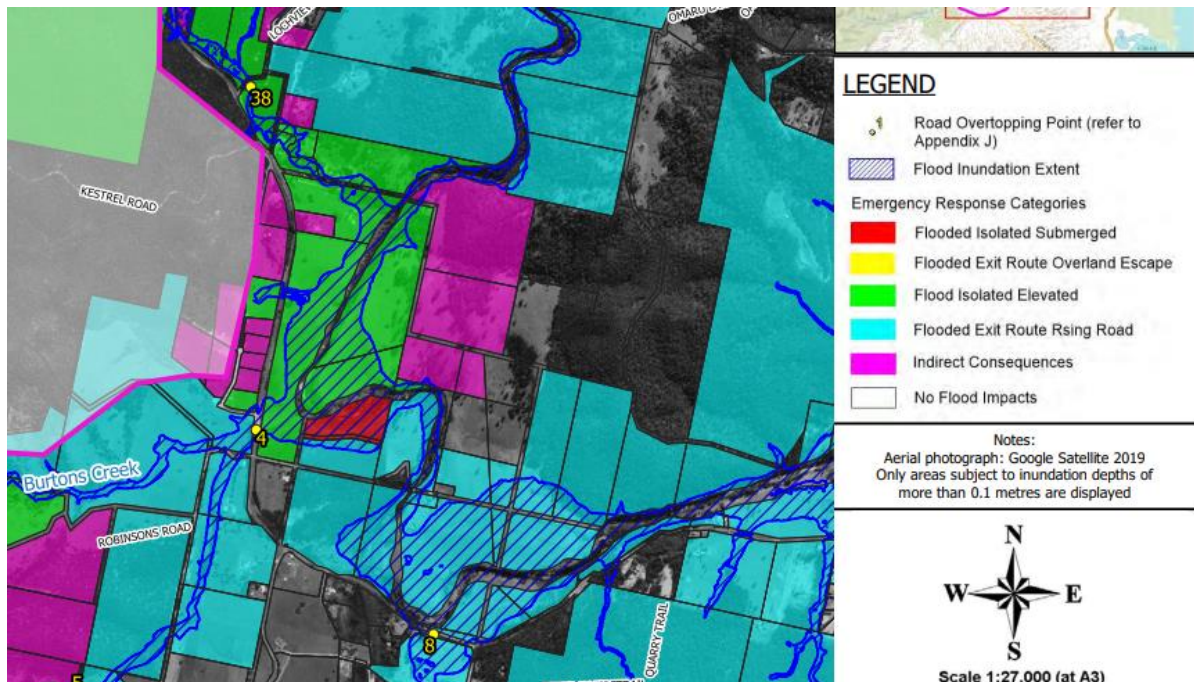 LOCHVIEW
OMARU
38
KESTREL ROAD
4
Burtons Creek
ROBINSONS ROAD
8
QUARRY TRAIL
5
LEGEND
Road Overtopping Point (refer to
Appendix J)
Flood Inundation Extent
Emergency Response Categories
Flooded Isolated Submerged
Flooded Exit Route Overland Escape
Flood Isolated Elevated
Flooded Exit Route Rsing Road
Indirect Consequences
No Flood Impacts
Notes:
Aerial photograph: Google Satellite 2019
Only areas subject to inundation depths of
more than 0.1 metres are displayed
N
W E
S
Scale 1:27,000 (at A3)